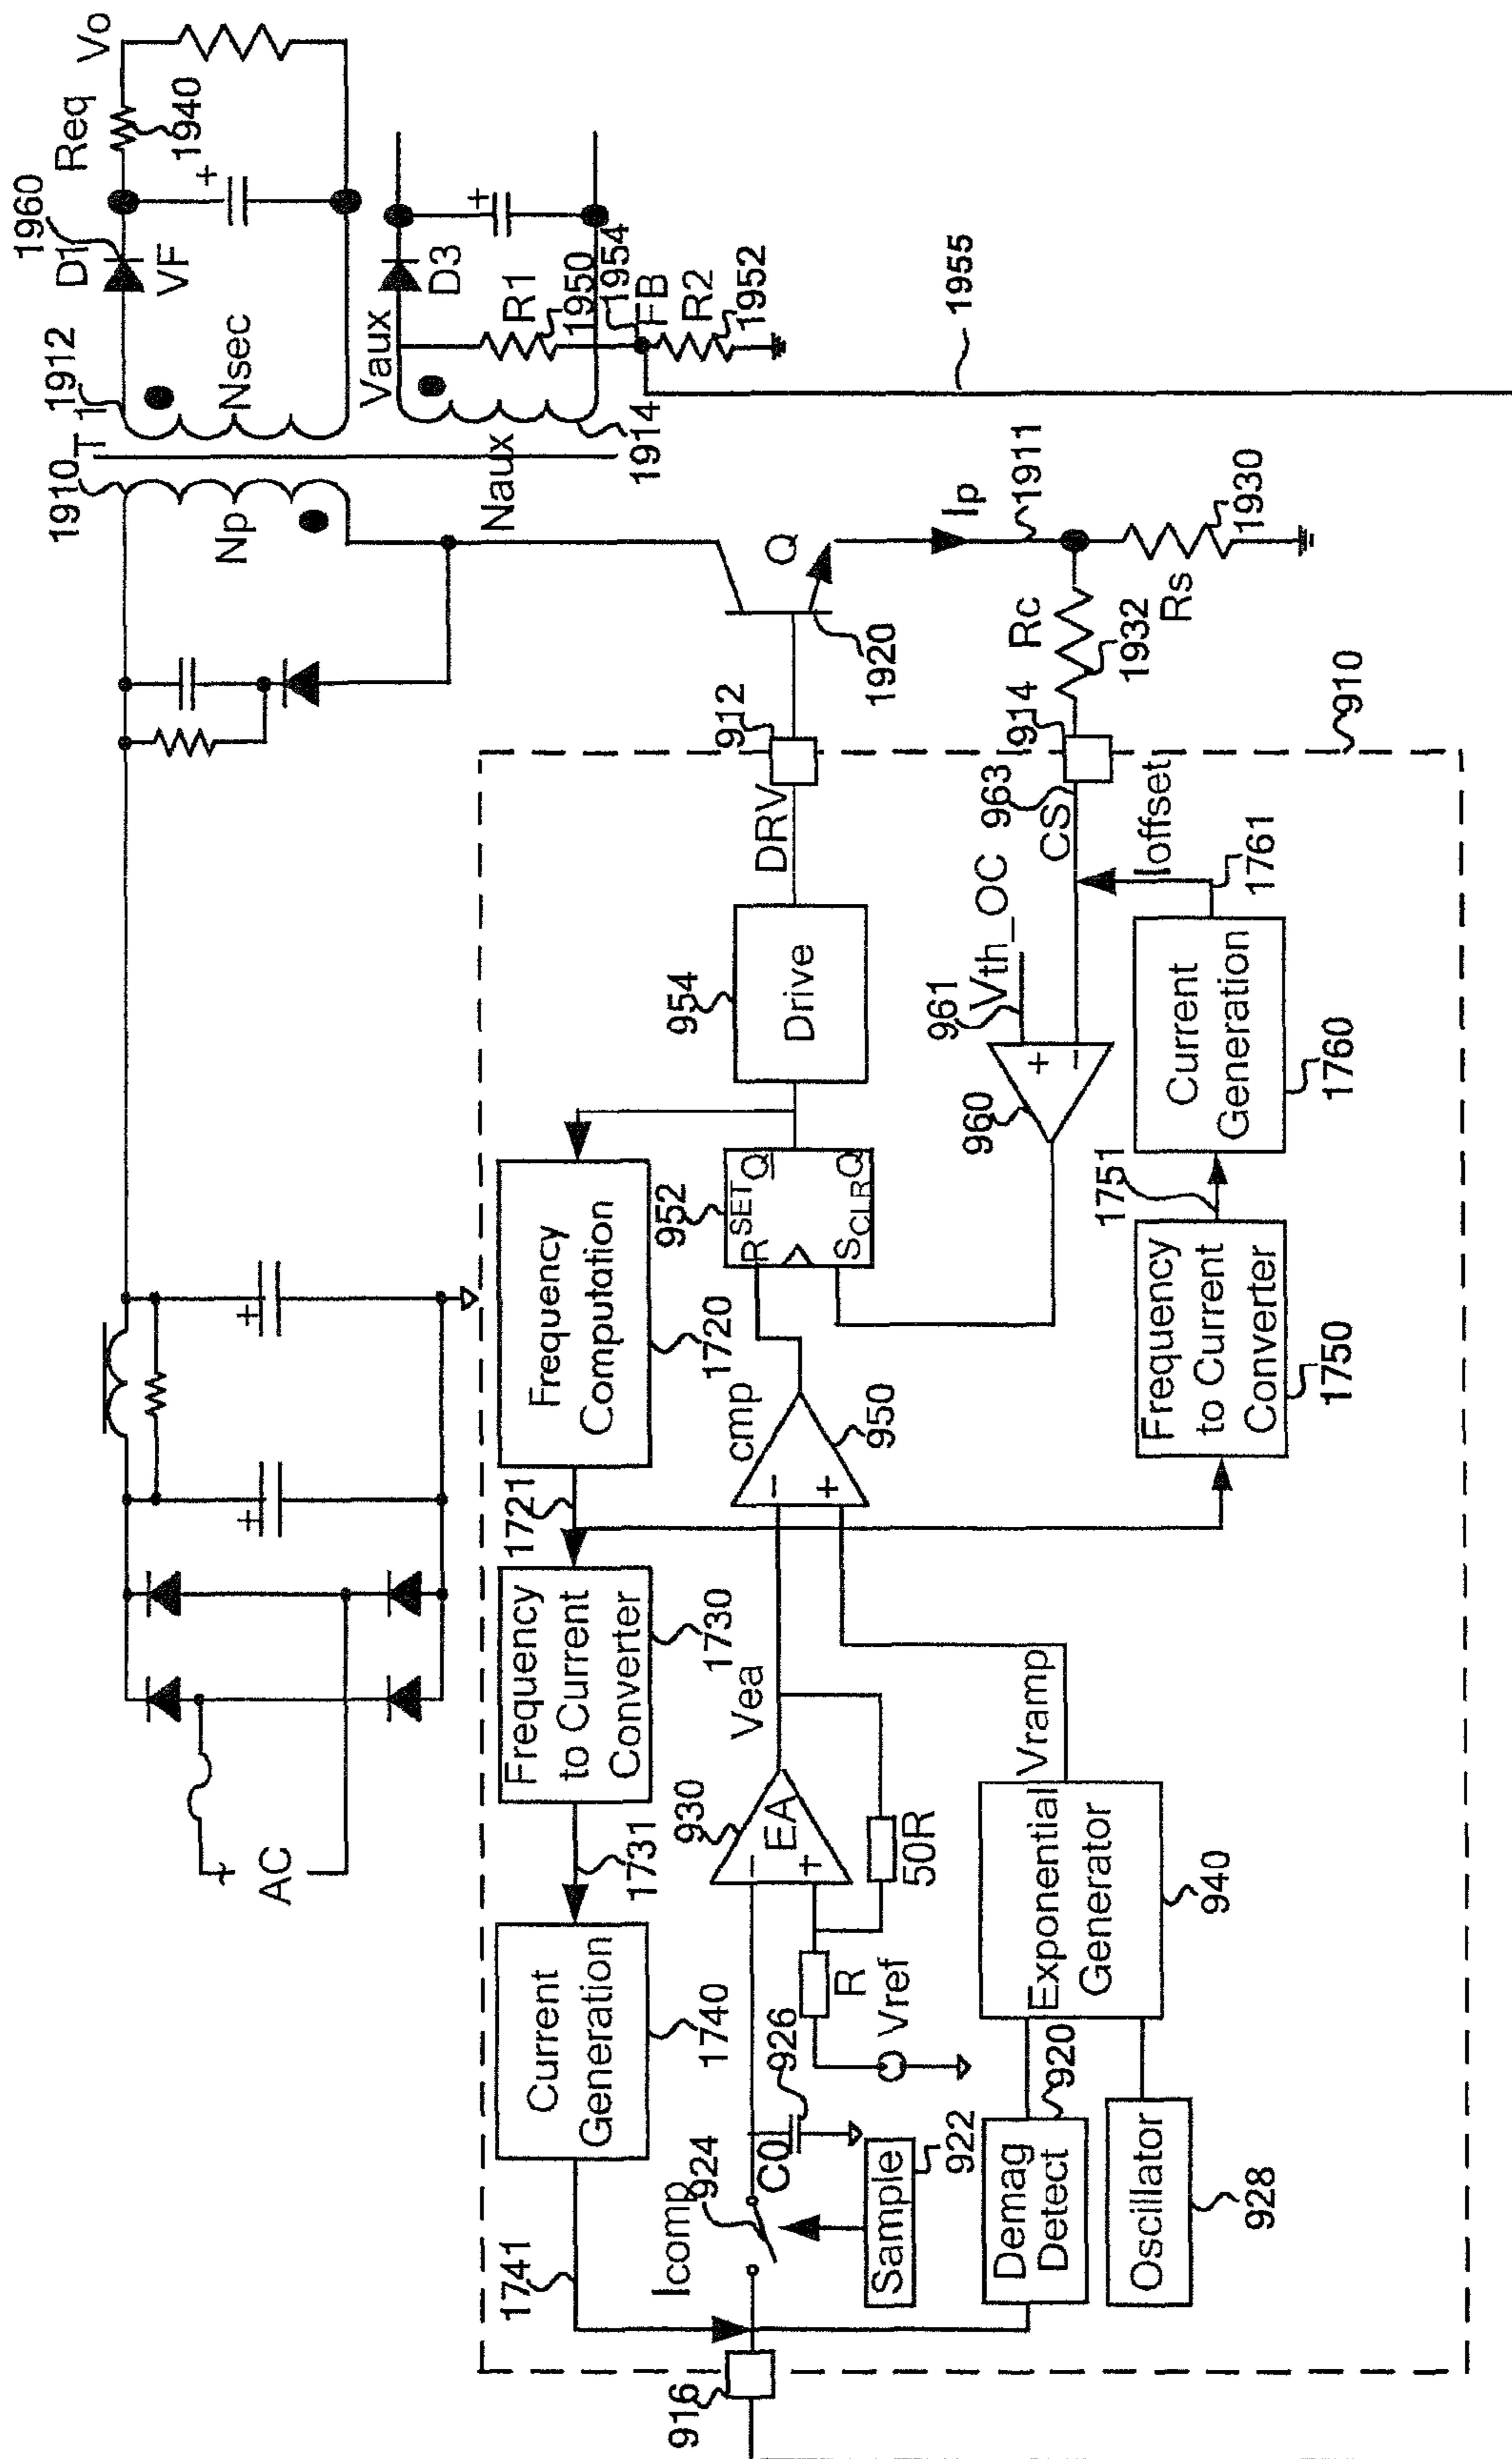 AC
1910
T1
1912
Np
Nsec
D1
1960
VF
Req
1940
Vo
Naux
1914
Vaux
D3
R1
1950
1954
FB
R2
1952
1955
Q
1920
Ip
1911
Rc
1932
Rs
1930
910
912
DRV
914
963
CS
Ioffset
1761
Drive
954
Vth_OC
961
960
Current
Generation
1760
1751
Frequency
to Current
Converter
1750
Frequency
Computation
1720
1721
952
R SET Q
S CLR Q
cmp
950
Frequency
to Current
Converter
1730
1731
Vea
930
EA
50R
R
Vref
Vramp
Exponential
Generator
940
Current
Generation
1740
1741
Icomp
924
C0
926
Sample
922
Demag
Detect
920
Oscillator
928
916